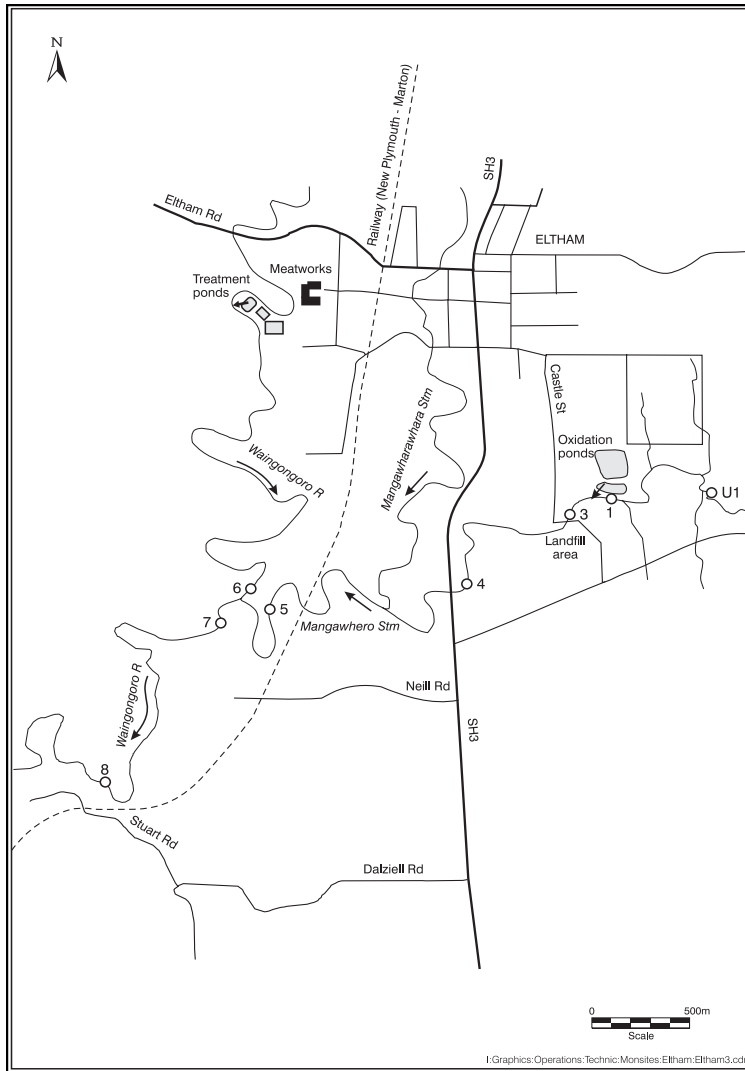 N
Railway (New Plymouth - Marton)
SH3
Eltham Rd
ELTHAM
Meatworks
Treatment
ponds
Castle St
Mangawharawhara Stm
Waingongoro R
Oxidation
ponds
U1
1
3
Landfill
area
4
6
5
7
Mangawhero Stm
Waingongoro R
Neill Rd
SH3
8
Stuart Rd
Dalziell Rd
0
500m
Scale
I:Graphics:Operations:Technic:Monsites:Eltham:Eltham3.cdr